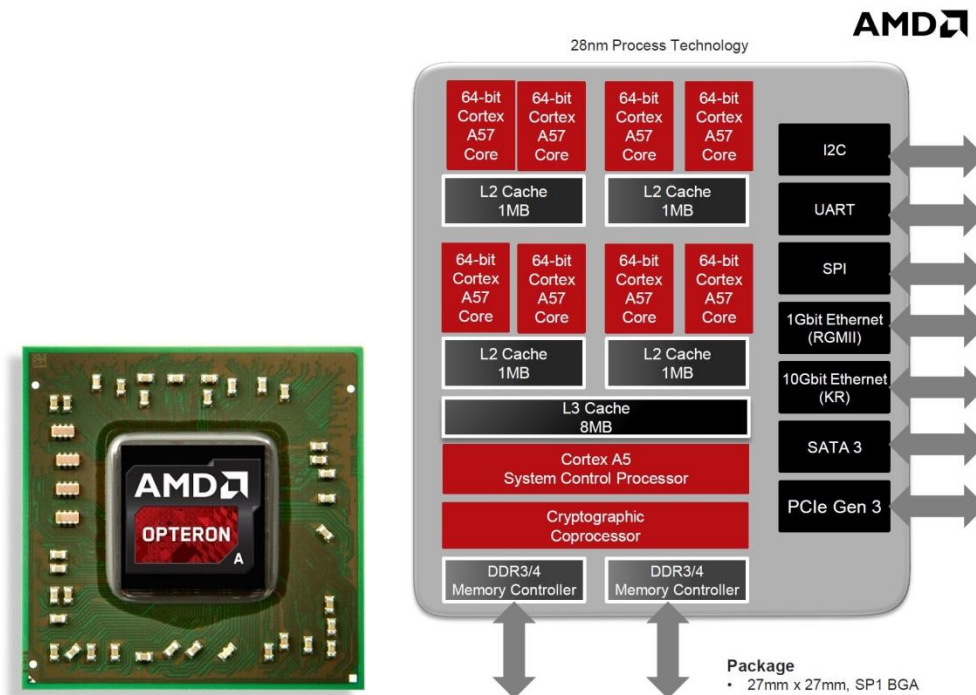 AMD
28nm Process Technology
64-bit
Cortex
A57
Core
64-bit
Cortex
A57
Core
64-bit
Cortex
A57
Core
64-bit
Cortex
A57
Core
L2 Cache
1MB
L2 Cache
1MB
64-bit
Cortex
A57
Core
64-bit
Cortex
A57
Core
64-bit
Cortex
A57
Core
64-bit
Cortex
A57
Core
L2 Cache
1MB
L2 Cache
1MB
L3 Cache
8MB
Cortex A5
System Control Processor
Cryptographic
Coprocessor
DDR3/4
Memory Controller
DDR3/4
Memory Controller
I2C
UART
SPI
1Gbit Ethernet
(RGMII)
10Gbit Ethernet
(KR)
SATA 3
PCIe Gen 3
AMD
OPTERON
A
Package
• 27mm x 27mm, SP1 BGA